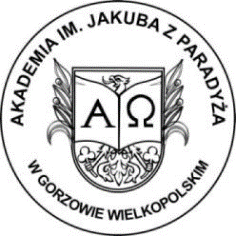 AKADEMIA IM. JAKUBA Z PARADYŻA
Α Ω
W GORZOWIE WIELKOPOLSKIM